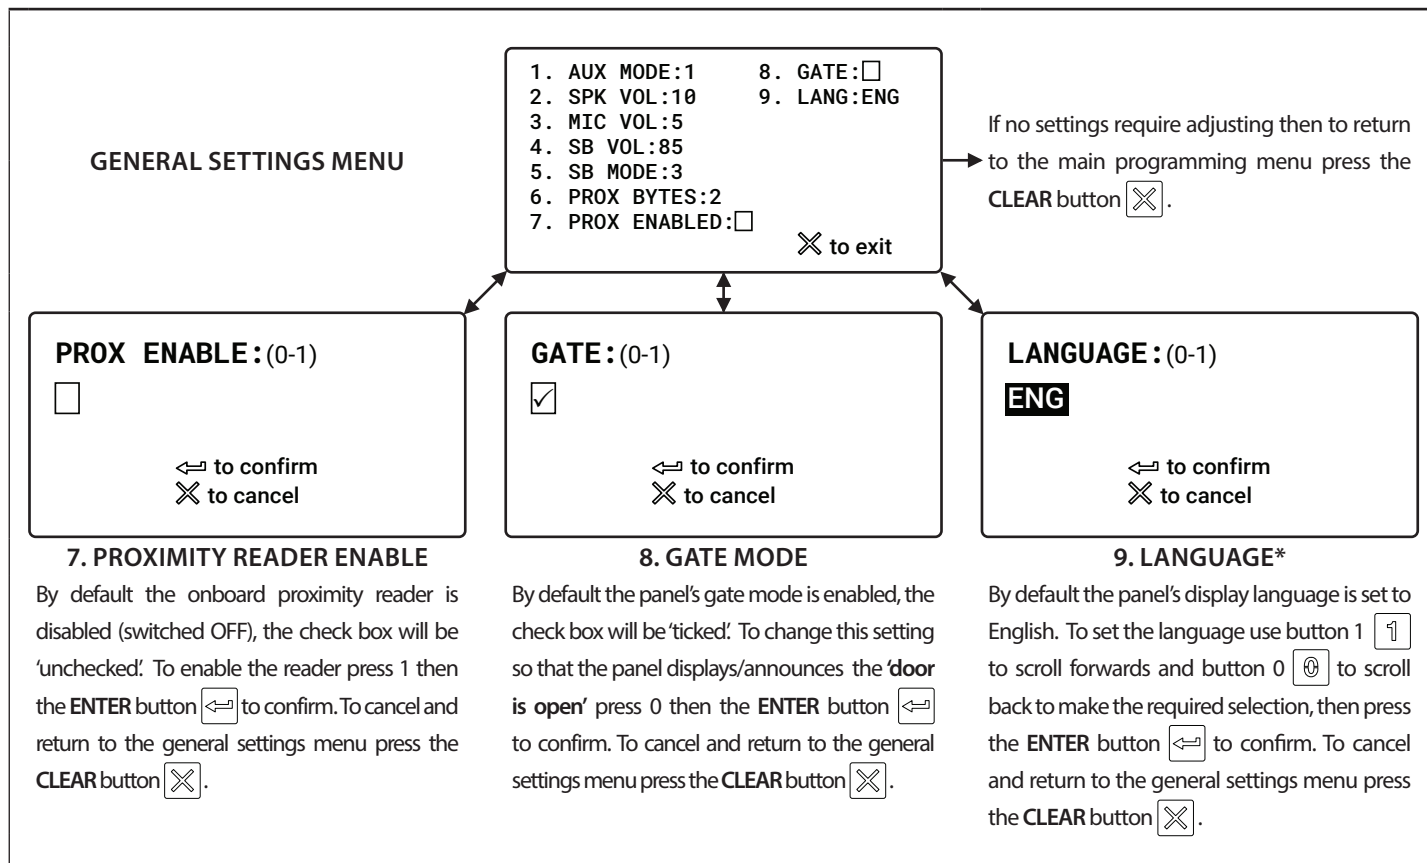 1. AUX MODE:1 8. GATE:☐
2. SPK VOL:10 9. LANG:ENG
3. MIC VOL:5
4. SB VOL:85
5. SB MODE:3
6. PROX BYTES:2
7. PROX ENABLED:☐
to exit
GENERAL SETTINGS MENU
If no settings require adjusting then to return
to the main programming menu press the
CLEAR button .
PROX ENABLE:(0-1)
to confirm
to cancel
7. PROXIMITY READER ENABLE
By default the onboard proximity reader is
disabled (switched OFF), the check box will be
‘unchecked’. To enable the reader press 1 then
the ENTER button to confirm. To cancel and
return to the general settings menu press the
CLEAR button .
GATE:(0-1)
to confirm
to cancel
8. GATE MODE
By default the panel’s gate mode is enabled, the
check box will be ‘ticked’. To change this setting
so that the panel displays/announces the ‘door
is open’ press 0 then the ENTER button
to confirm. To cancel and return to the general
settings menu press the CLEAR button .
LANGUAGE:(0-1)
ENG
to confirm
to cancel
9. LANGUAGE*
By default the panel’s display language is set to
English. To set the language use button 1 1
to scroll forwards and button 0 0 to scroll
back to make the required selection, then press
the ENTER button to confirm. To cancel
and return to the general settings menu press
the CLEAR button .